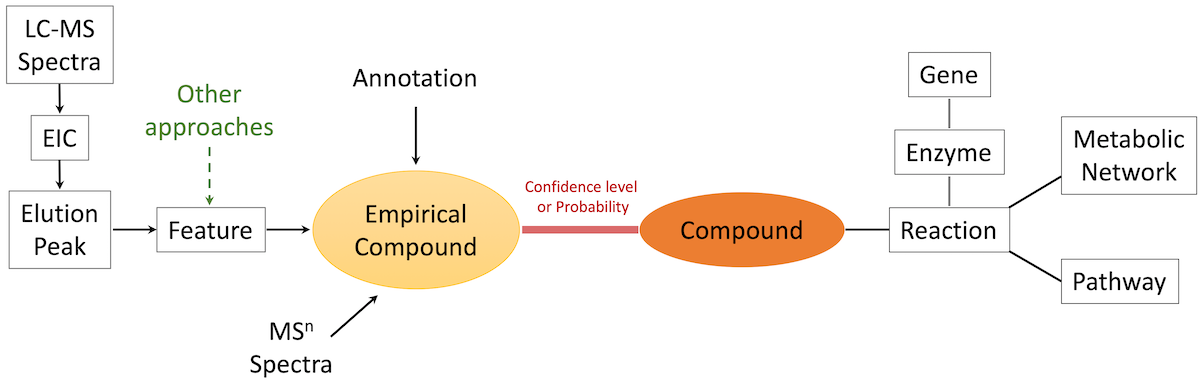 LC-MS
Spectra
EIC
Elution
Peak
Other
approaches
Feature
Annotation
Empirical
Compound
MSⁿ
Spectra
Confidence level
or Probability
Compound
Gene
Enzyme
Reaction
Metabolic
Network
Pathway